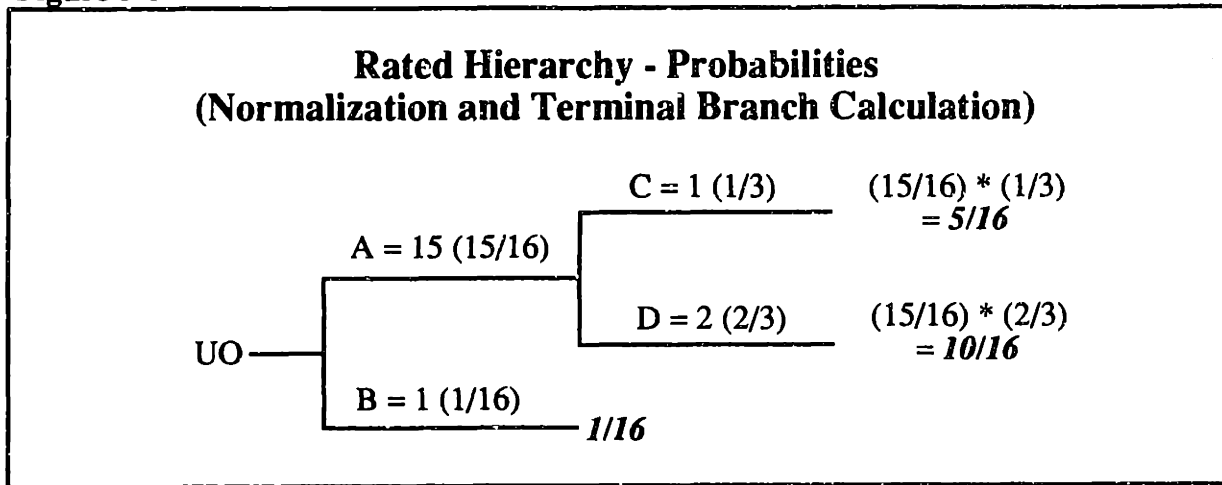 Rated Hierarchy - Probabilities
(Normalization and Terminal Branch Calculation)
C = 1 (1/3)
(15/16) * (1/3)
= 5/16
A = 15 (15/16)
D = 2 (2/3)
(15/16) * (2/3)
= 10/16
UO
B = 1 (1/16)
1/16